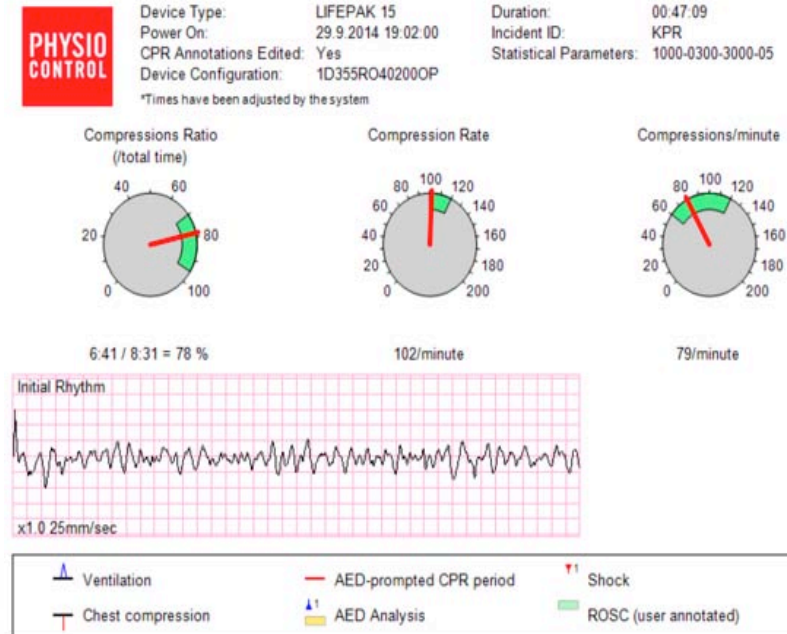 PHYSIO
CONTROL
Device Type: LIFEPAK 15
Power On: 29.9.2014 19:02:00
CPR Annotations Edited: Yes
Device Configuration: 1D355RO40200OP
*Times have been adjusted by the system
Duration: 00:47:09
Incident ID: KPR
Statistical Parameters: 1000-0300-3000-05
Compressions Ratio
(/total time)
0 20 40 60 80 100
6:41 / 8:31 = 78 %
Compression Rate
0 20 40 60 80 100 120 140 160 180 200
102/minute
Compressions/minute
0 20 40 60 80 100 120 140 160 180 200
79/minute
Initial Rhythm
x1.0 25mm/sec
Ventilation
AED-prompted CPR period
1 Shock
Chest compression
1 AED Analysis
ROSC (user annotated)